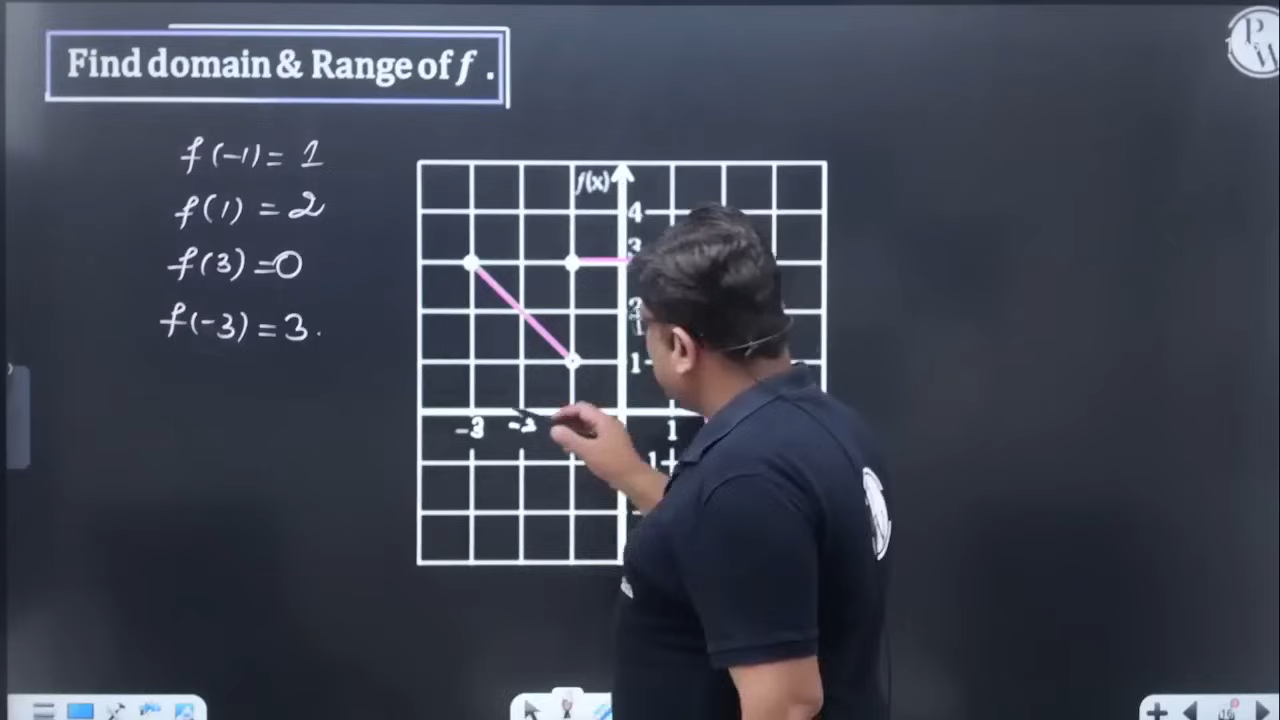 Find domain & Range of f .
f(-1) = 1
f(1) = 2
f(3) = 0
f(-3) = 3.
f(x)
4
3
2
1
-3 -2 1
1
P
W